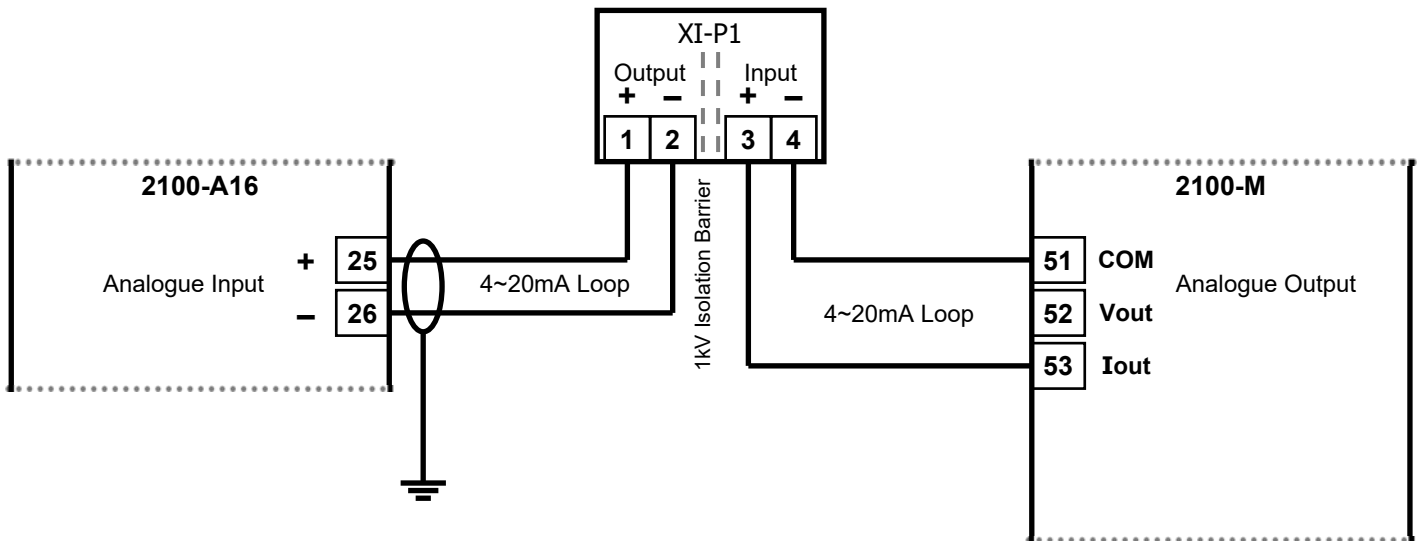 XI-P1
Output Input
+ − + −
1 2 3 4
1kV Isolation Barrier
2100-A16
Analogue Input
+ 25
− 26
4~20mA Loop
2100-M
4~20mA Loop
51 COM
52 Vout
53 Iout
Analogue Output